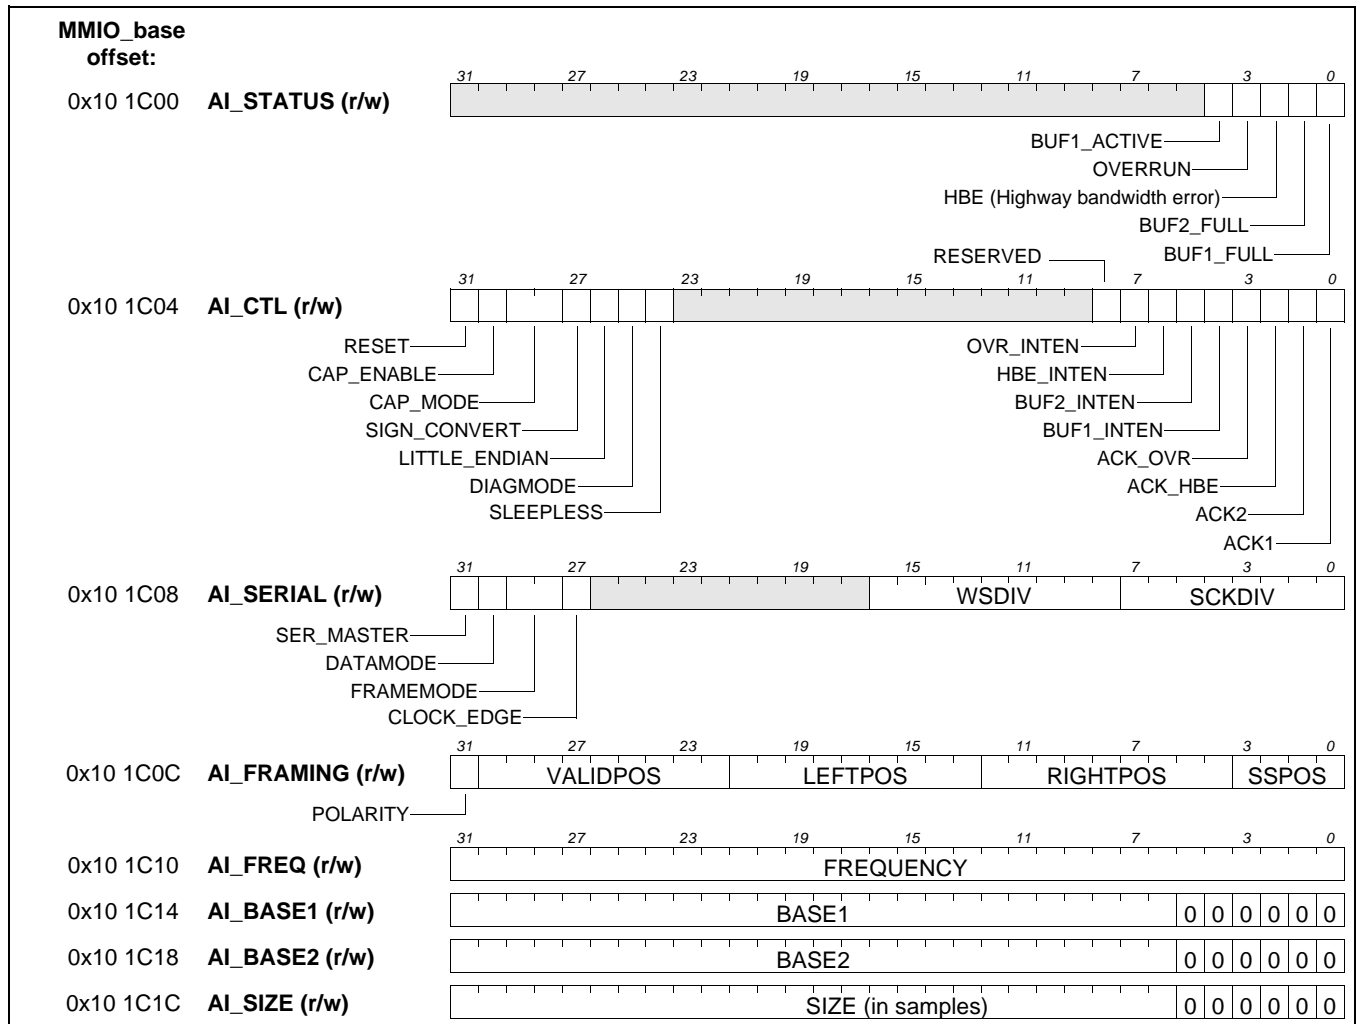 MMIO_base
offset:
31 27 23 19 15 11 7 3 0
0x10 1C00 AI_STATUS (r/w)
BUF1_ACTIVE
OVERRUN
HBE (Highway bandwidth error)
BUF2_FULL
BUF1_FULL
RESERVED
31 27 23 19 15 11 7 3 0
0x10 1C04 AI_CTL (r/w)
RESET OVR_INTEN
CAP_ENABLE HBE_INTEN
CAP_MODE BUF2_INTEN
SIGN_CONVERT BUF1_INTEN
LITTLE_ENDIAN ACK_OVR
DIAGMODE ACK_HBE
SLEEPLESS ACK2
ACK1
31 27 23 19 15 11 7 3 0
0x10 1C08 AI_SERIAL (r/w) WSDIV SCKDIV
SER_MASTER
DATAMODE
FRAMEMODE
CLOCK_EDGE
31 27 23 19 15 11 7 3 0
0x10 1C0C AI_FRAMING (r/w) VALIDPOS LEFTPOS RIGHTPOS SSPOS
POLARITY
31 27 23 19 15 11 7 3 0
0x10 1C10 AI_FREQ (r/w) FREQUENCY
0x10 1C14 AI_BASE1 (r/w) BASE1 0 0 0 0 0 0
0x10 1C18 AI_BASE2 (r/w) BASE2 0 0 0 0 0 0
0x10 1C1C AI_SIZE (r/w) SIZE (in samples) 0 0 0 0 0 0